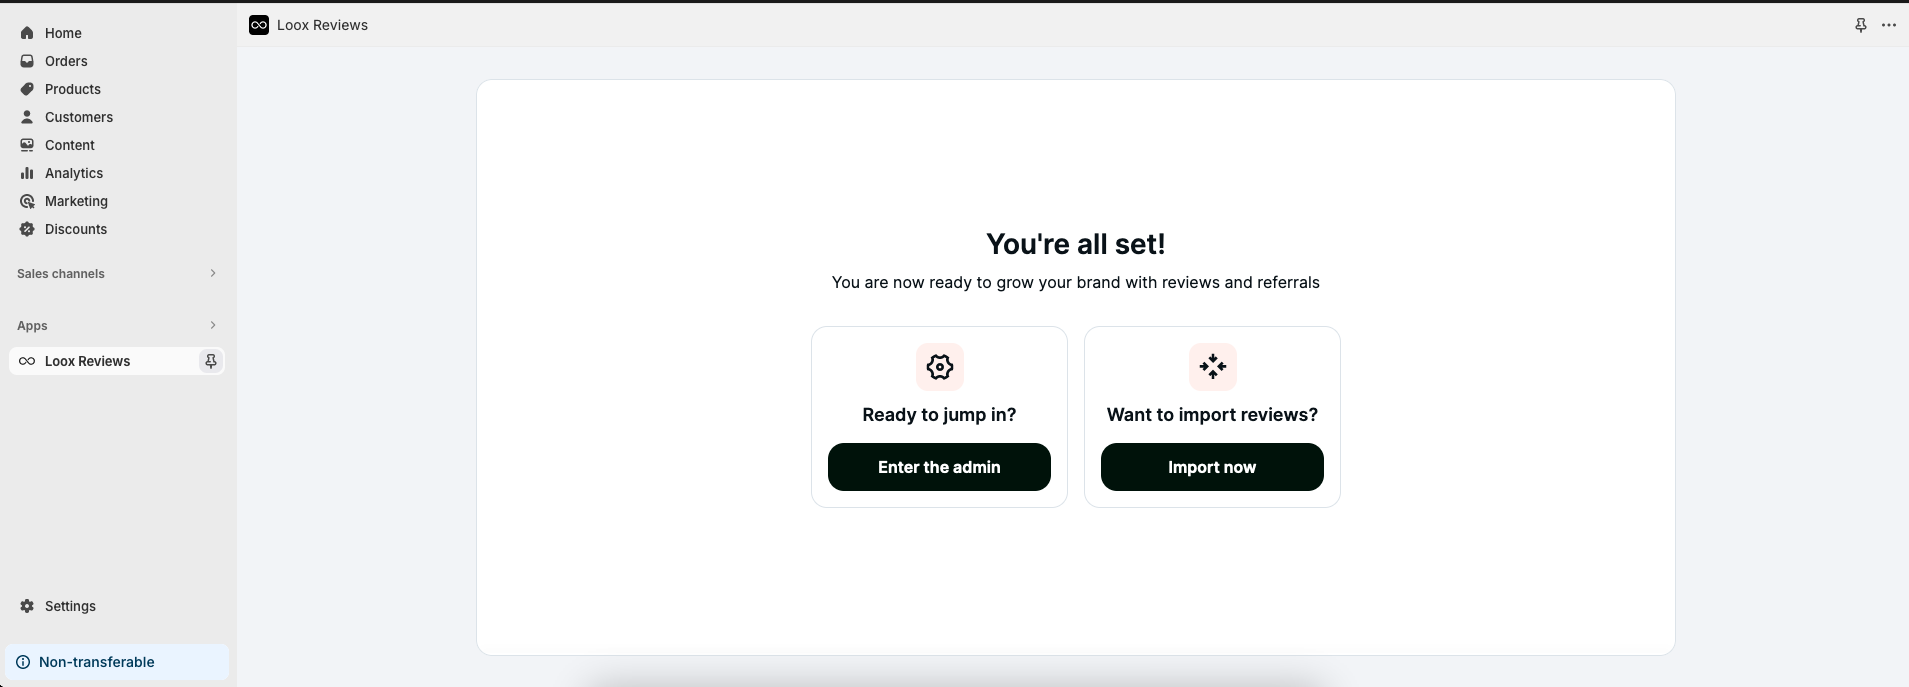 Home
Orders
Products
Customers
Content
Analytics
Marketing
Discounts
Sales channels
Apps
Loox Reviews
Settings
Non-transferable
Loox Reviews
You're all set!
You are now ready to grow your brand with reviews and referrals
Ready to jump in?
Enter the admin
Want to import reviews?
Import now